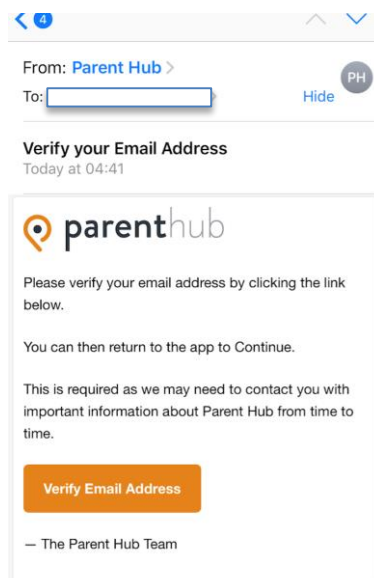 4
From: Parent Hub
PH
To:
Hide
Verify your Email Address
Today at 04:41
parenthub
Please verify your email address by clicking the link
below.
You can then return to the app to Continue.
This is required as we may need to contact you with
important information about Parent Hub from time to
time.
Verify Email Address
— The Parent Hub Team